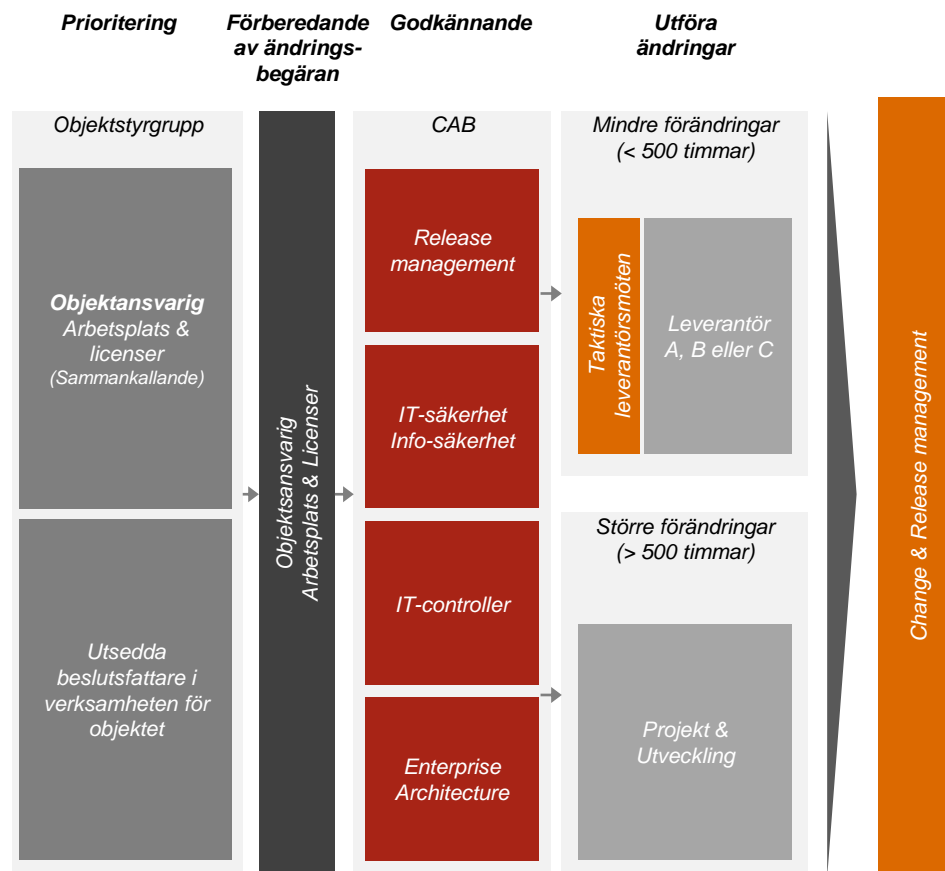 Prioritering
Förberedande
av ändrings-
begäran
Godkännande
Utföra
ändringar
Objektstyrgrupp
Objektansvarig
Arbetsplats &
licenser
(Sammankallande)
Utsedda
beslutsfattare i
verksamheten för
objektet
Objektsansvarig
Arbetsplats & Licenser
CAB
Release
management
IT-säkerhet
Info-säkerhet
IT-controller
Enterprise
Architecture
Mindre förändringar
(< 500 timmar)
Taktiska
leverantörsmöten
Leverantör
A, B eller C
Större förändringar
(> 500 timmar)
Projekt &
Utveckling
Change & Release management